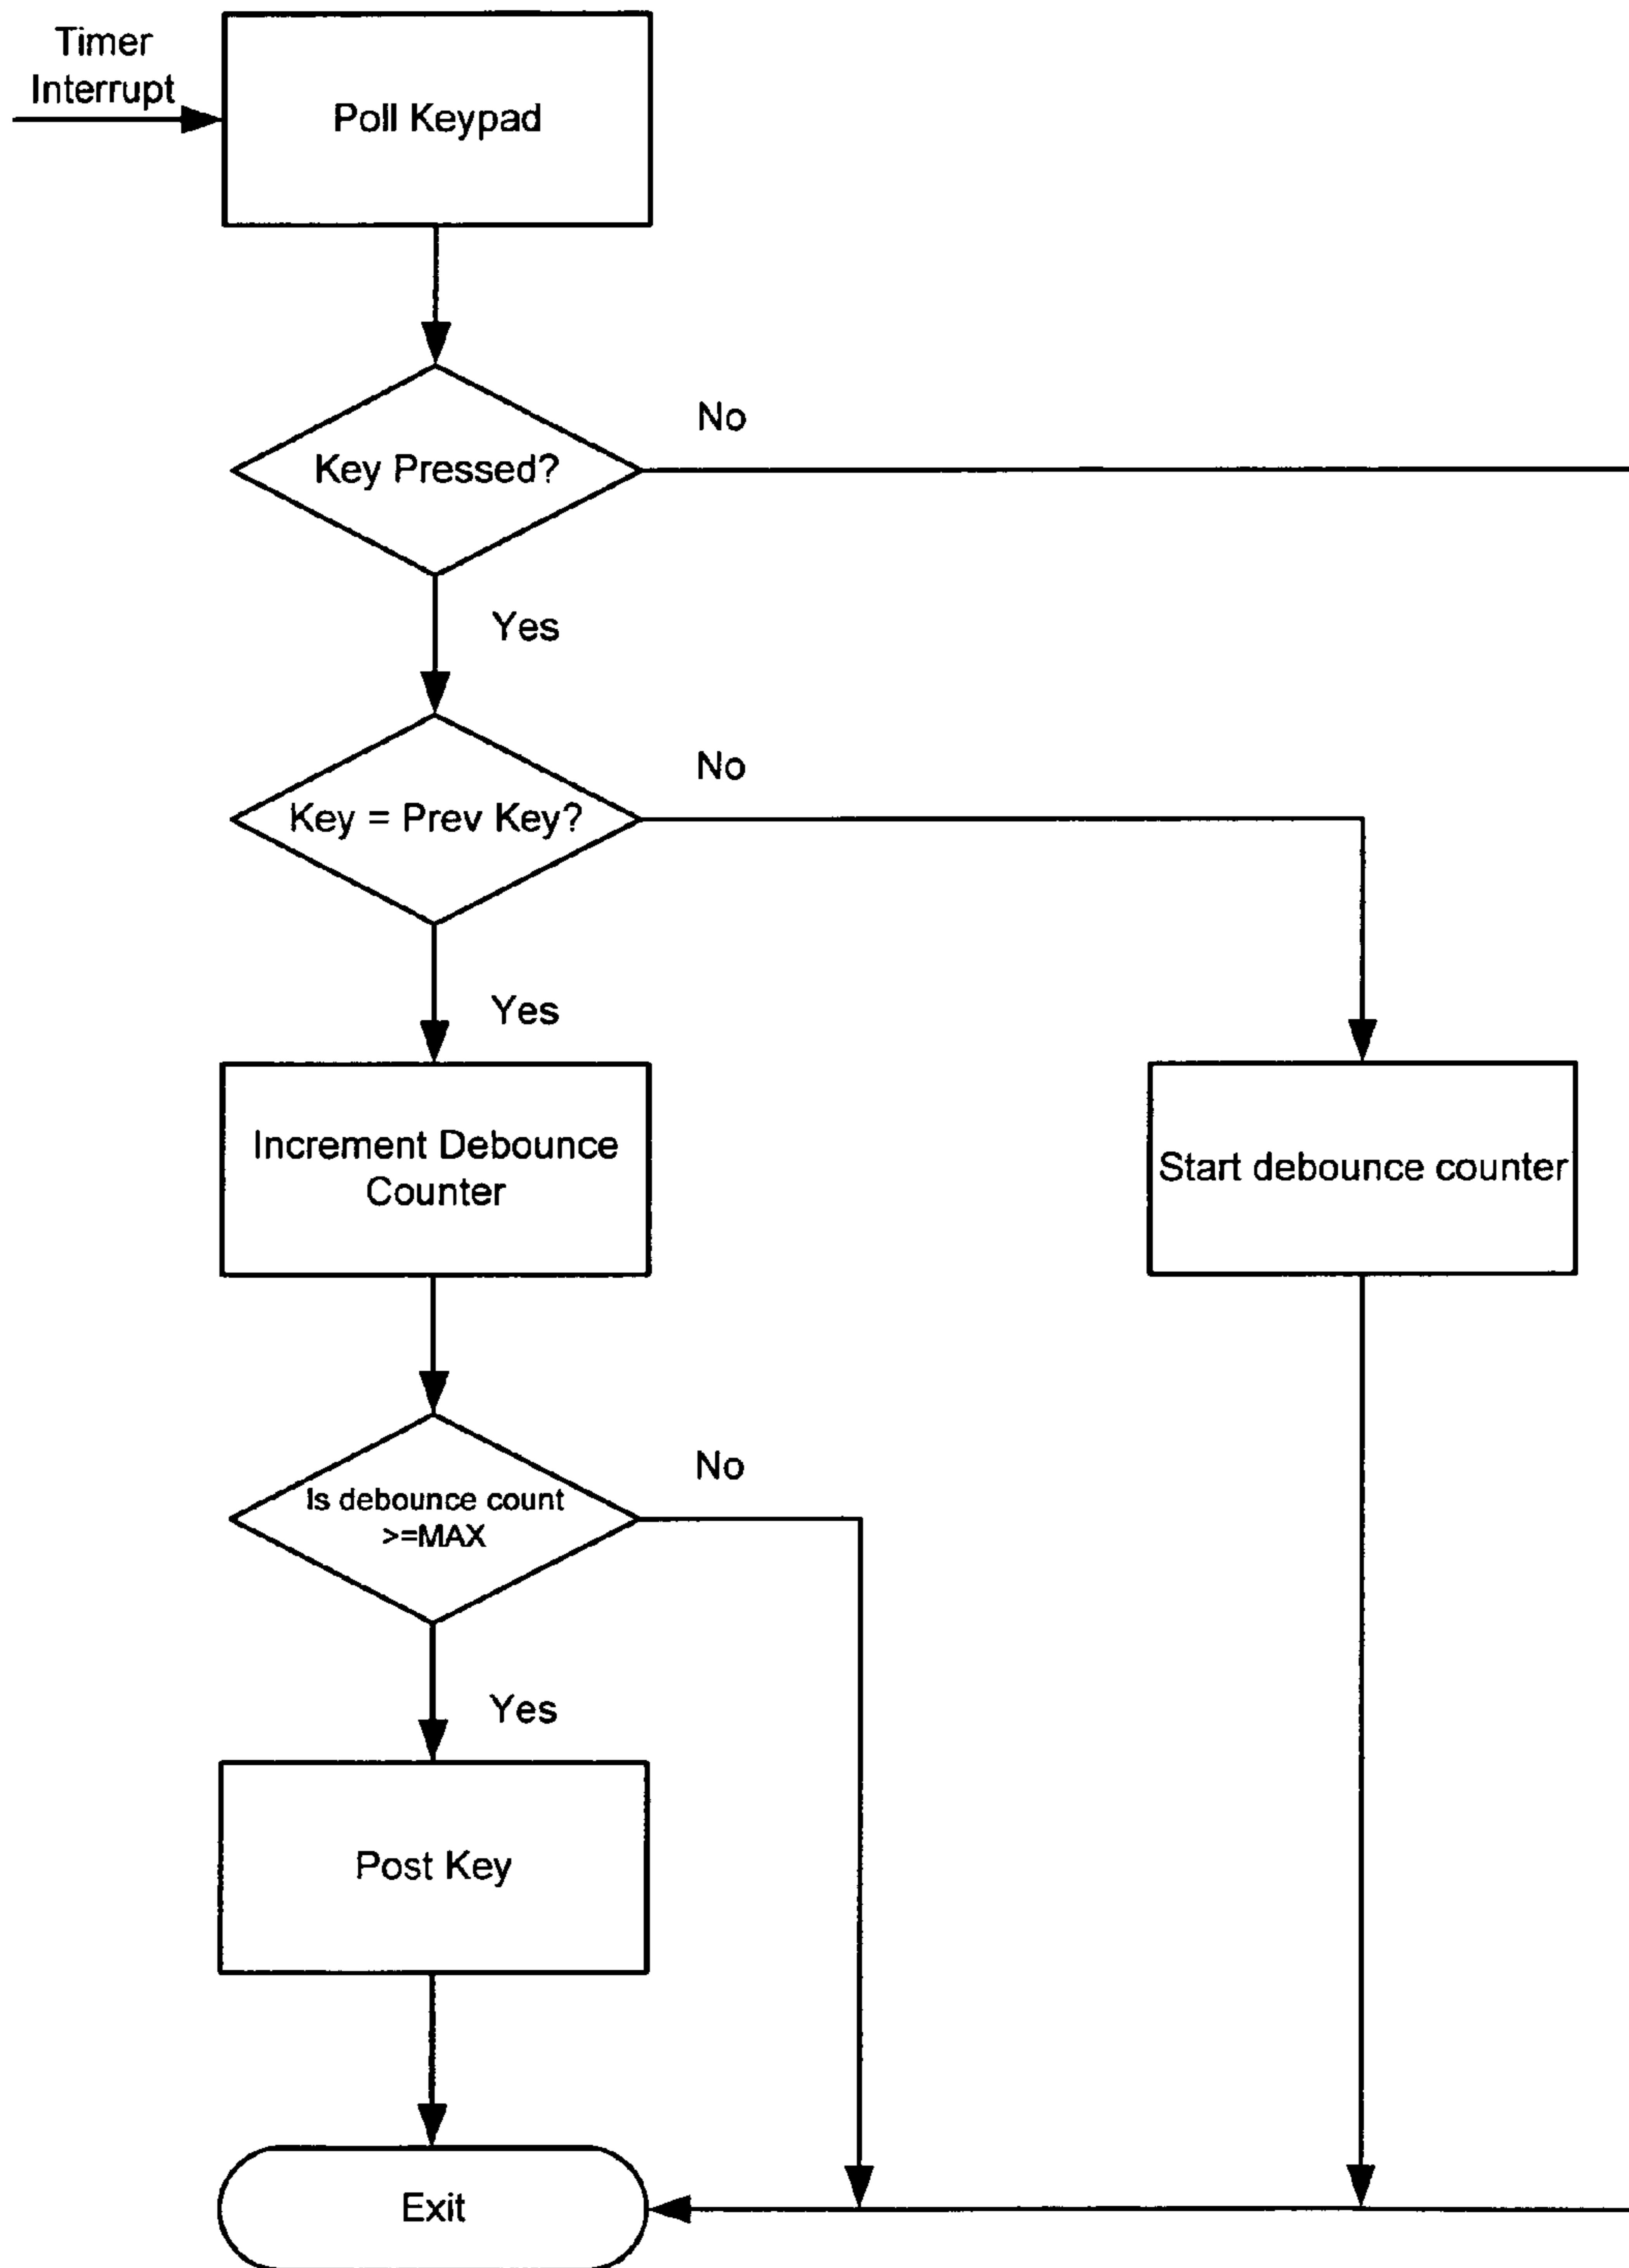 Timer
Interrupt
Poll Keypad
Key Pressed?
No
Yes
Key = Prev Key?
No
Yes
Increment Debounce
Counter
Start debounce counter
Is debounce count
>=MAX
No
Yes
Post Key
Exit